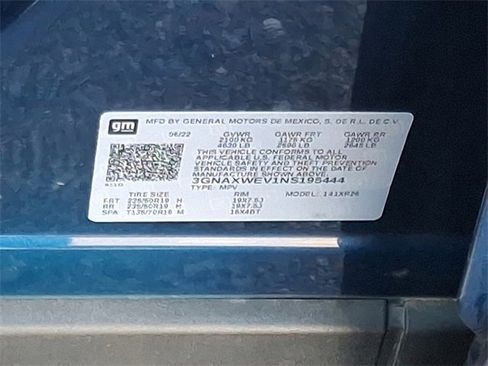 gm
MFD BY GENERAL MOTORS DE MEXICO, S. DE R.L. DE C.V.
06/22 GVWR GAWR FRT GAWR RR
2100 KG 1175 KG 1200 KG
4630 LB 2590 LB 2645 LB
THIS VEHICLE CONFORMS TO ALL
APPLICABLE U.S. FEDERAL MOTOR
VEHICLE SAFETY AND THEFT PREVENTION
STANDARDS IN EFFECT ON THE DATE OF
MANUFACTURE SHOWN ABOVE.
3GNAXWEV1NS195444
TYPE: MPV MODEL: 1XR26
TIRE SIZE RIM
FRT 235/50R19 H 19X7.5J
RR 235/50R19 H 19X7.5J
SPA T135/70R16 M 16X4BT